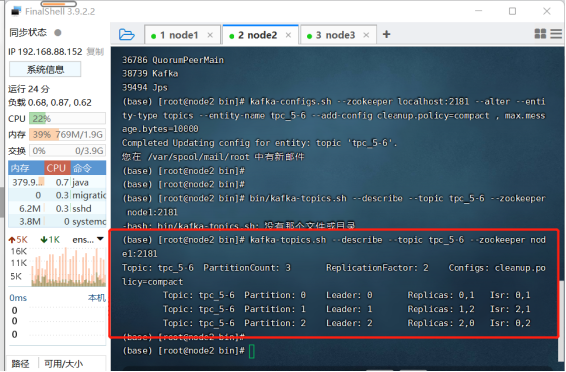 FinalShell 3.9.2.2
同步状态
IP 192.168.88.152 复制
系统信息
运行 24 分
负载 0.68, 0.87, 0.62
CPU 22%
内存 39% 769M/1.9G
交换 0% 0/3.9G
内存 CPU 命令
379.9... 0.7 java
0 0.3 migratic
6.2M 0.3 sshd
3.8M 0 systemc
5K 1K ens...
16K
11K
5K
0ms 本机
0
0
0
路径 可用/大小
1 node1
2 node2
3 node3
36786 QuorumPeerMain
38739 Kafka
39494 Jps
(base) [root@node2 bin]# kafka-configs.sh --zookeeper localhost:2181 --alter --enti
ty-type topics --entity-name tpc_5-6 --add-config cleanup.policy=compact , max.mess
age.bytes=10000
Completed Updating config for entity: topic 'tpc_5-6'.
您在 /var/spool/mail/root 中有新邮件
(base) [root@node2 bin]#
(base) [root@node2 bin]#
(base) [root@node2 bin]# bin/kafka-topics.sh --describe --topic tpc_5-6 --zookeeper
node1:2181
-bash: bin/kafka-topics.sh: 没有那个文件或目录
(base) [root@node2 bin]# kafka-topics.sh --describe --topic tpc_5-6 --zookeeper nod
e1:2181
Topic: tpc_5-6 PartitionCount: 3 ReplicationFactor: 2 Configs: cleanup.po
licy=compact
Topic: tpc_5-6 Partition: 0 Leader: 0 Replicas: 0,1 Isr: 0,1
Topic: tpc_5-6 Partition: 1 Leader: 1 Replicas: 1,2 Isr: 2,1
Topic: tpc_5-6 Partition: 2 Leader: 2 Replicas: 2,0 Isr: 0,2
(base) [root@node2 bin]#
(base) [root@node2 bin]#